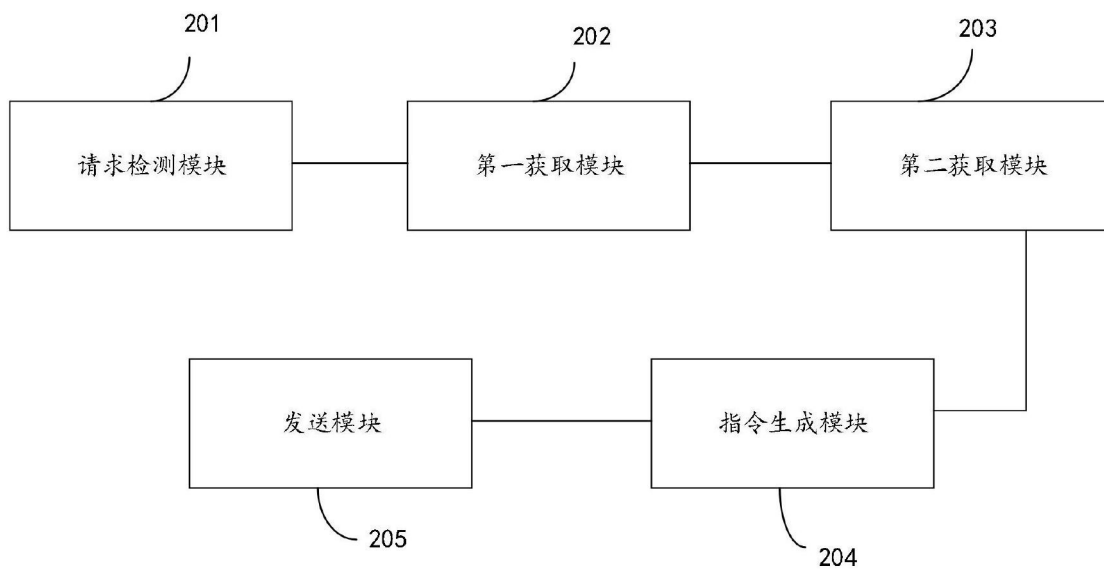 201
202
203
请求检测模块
第一获取模块
第二获取模块
发送模块
指令生成模块
205
204